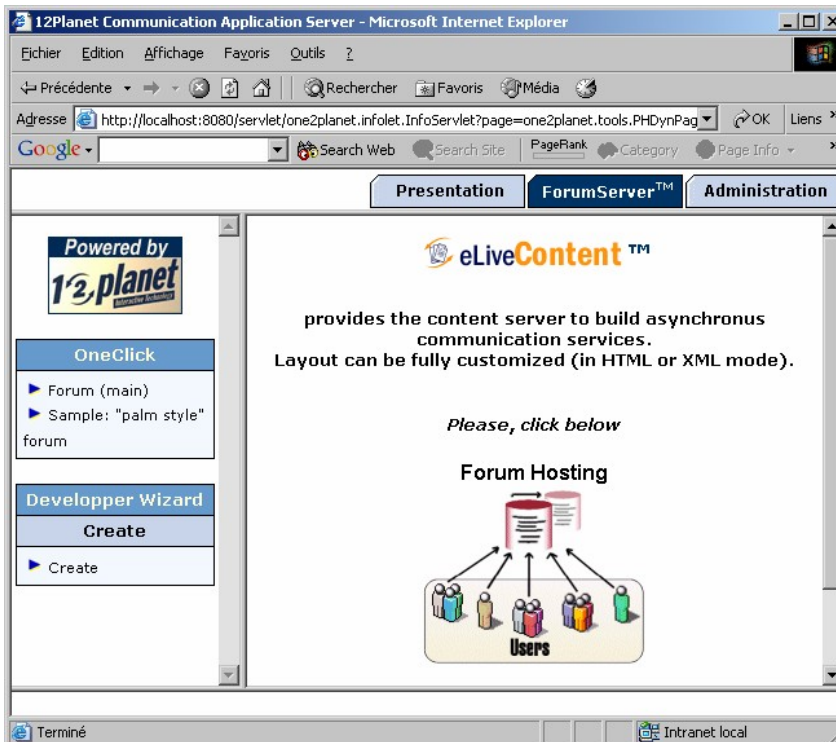 12Planet Communication Application Server - Microsoft Internet Explorer
Fichier Edition Affichage Favoris Outils ?
Précédente Rechercher Favoris Média
Adresse http://localhost:8080/servlet/one2planet.infolet.InfoServlet?page=one2planet.tools.PHDynPag OK Liens »
Google Search Web Search Site PageRank Category Page Info »
Presentation ForumServer™ Administration
Powered by
12planet
Interactive Technology
OneClick
Forum (main)
Sample: "palm style"
forum
Developper Wizard
Create
Create
eLiveContent ™
provides the content server to build asynchronus
communication services.
Layout can be fully customized (in HTML or XML mode).
Please, click below
Forum Hosting
Users
Terminé Intranet local